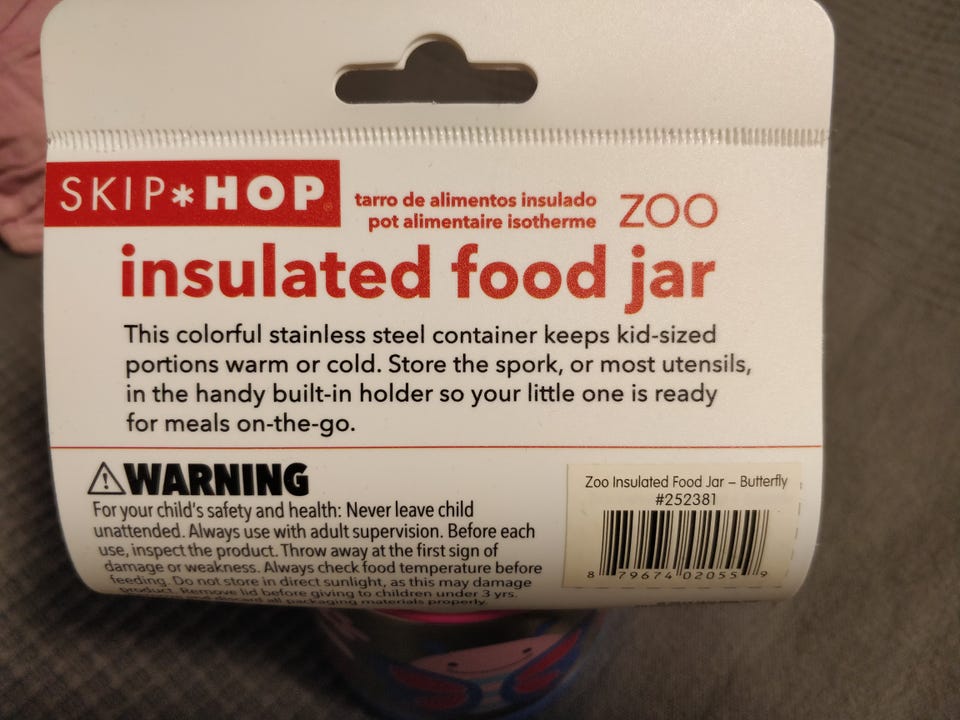 SKIP*HOP
tarro de alimentos insulado
pot alimentaire isotherme
ZOO
insulated food jar
This colorful stainless steel container keeps kid-sized
portions warm or cold. Store the spork, or most utensils,
in the handy built-in holder so your little one is ready
for meals on-the-go.
WARNING
For your child's safety and health: Never leave child
unattended. Always use with adult supervision. Before each
use, inspect the product. Throw away at the first sign of
damage or weakness. Always check food temperature before
feeding. Do not store in direct sunlight, as this may damage
product. Remove lid before giving to children under 3 yrs.
and discard all packaging materials properly.
Zoo Insulated Food Jar – Butterfly
#252381
8 79674 02055 9